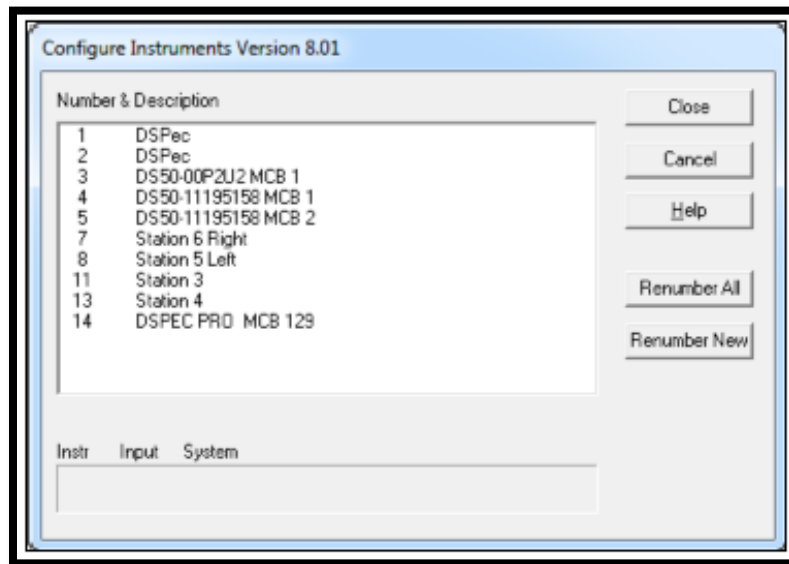 Configure Instruments Version 8.01
Number & Description
1 DSPec
2 DSPec
3 DS50-00P2U2 MCB 1
4 DS50-11195158 MCB 1
5 DS50-11195158 MCB 2
7 Station 6 Right
8 Station 5 Left
11 Station 3
13 Station 4
14 DSPEC PRO MCB 129
Close
Cancel
Help
Renumber All
Renumber New
Instr Input System